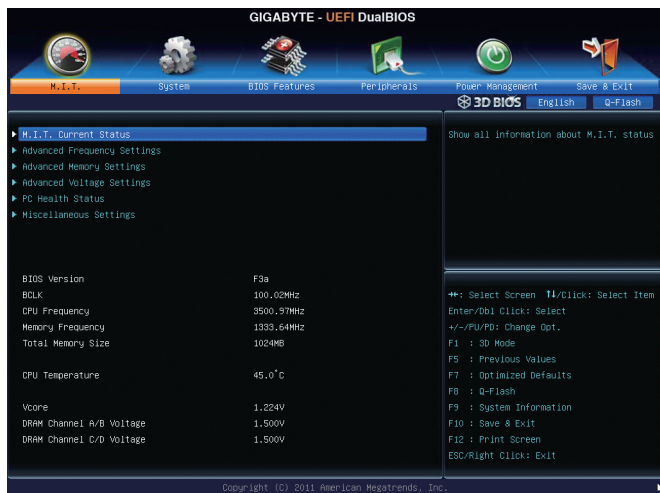 GIGABYTE - UEFI DualBIOS
M.I.T. System BIOS Features Peripherals Power Management Save & Exit
3D BIOS English Q-Flash
M.I.T. Current Status
Advanced Frequency Settings
Advanced Memory Settings
Advanced Voltage Settings
PC Health Status
Miscellaneous Settings
Show all information about M.I.T. status
BIOS Version F3a
BCLK 100.02MHz
CPU Frequency 3500.97MHz
Memory Frequency 1333.64MHz
Total Memory Size 1024MB
CPU Temperature 45.0°C
Vcore 1.224V
DRAM Channel A/B Voltage 1.500V
DRAM Channel C/D Voltage 1.500V
→←: Select Screen ↑↓/Click: Select Item
Enter/Dbl Click: Select
+/-/PU/PD: Change Opt.
F1 : 3D Mode
F5 : Previous Values
F7 : Optimized Defaults
F8 : Q-Flash
F9 : System Information
F10 : Save & Exit
F12 : Print Screen
ESC/Right Click: Exit
Copyright (C) 2011 American Megatrends, Inc.